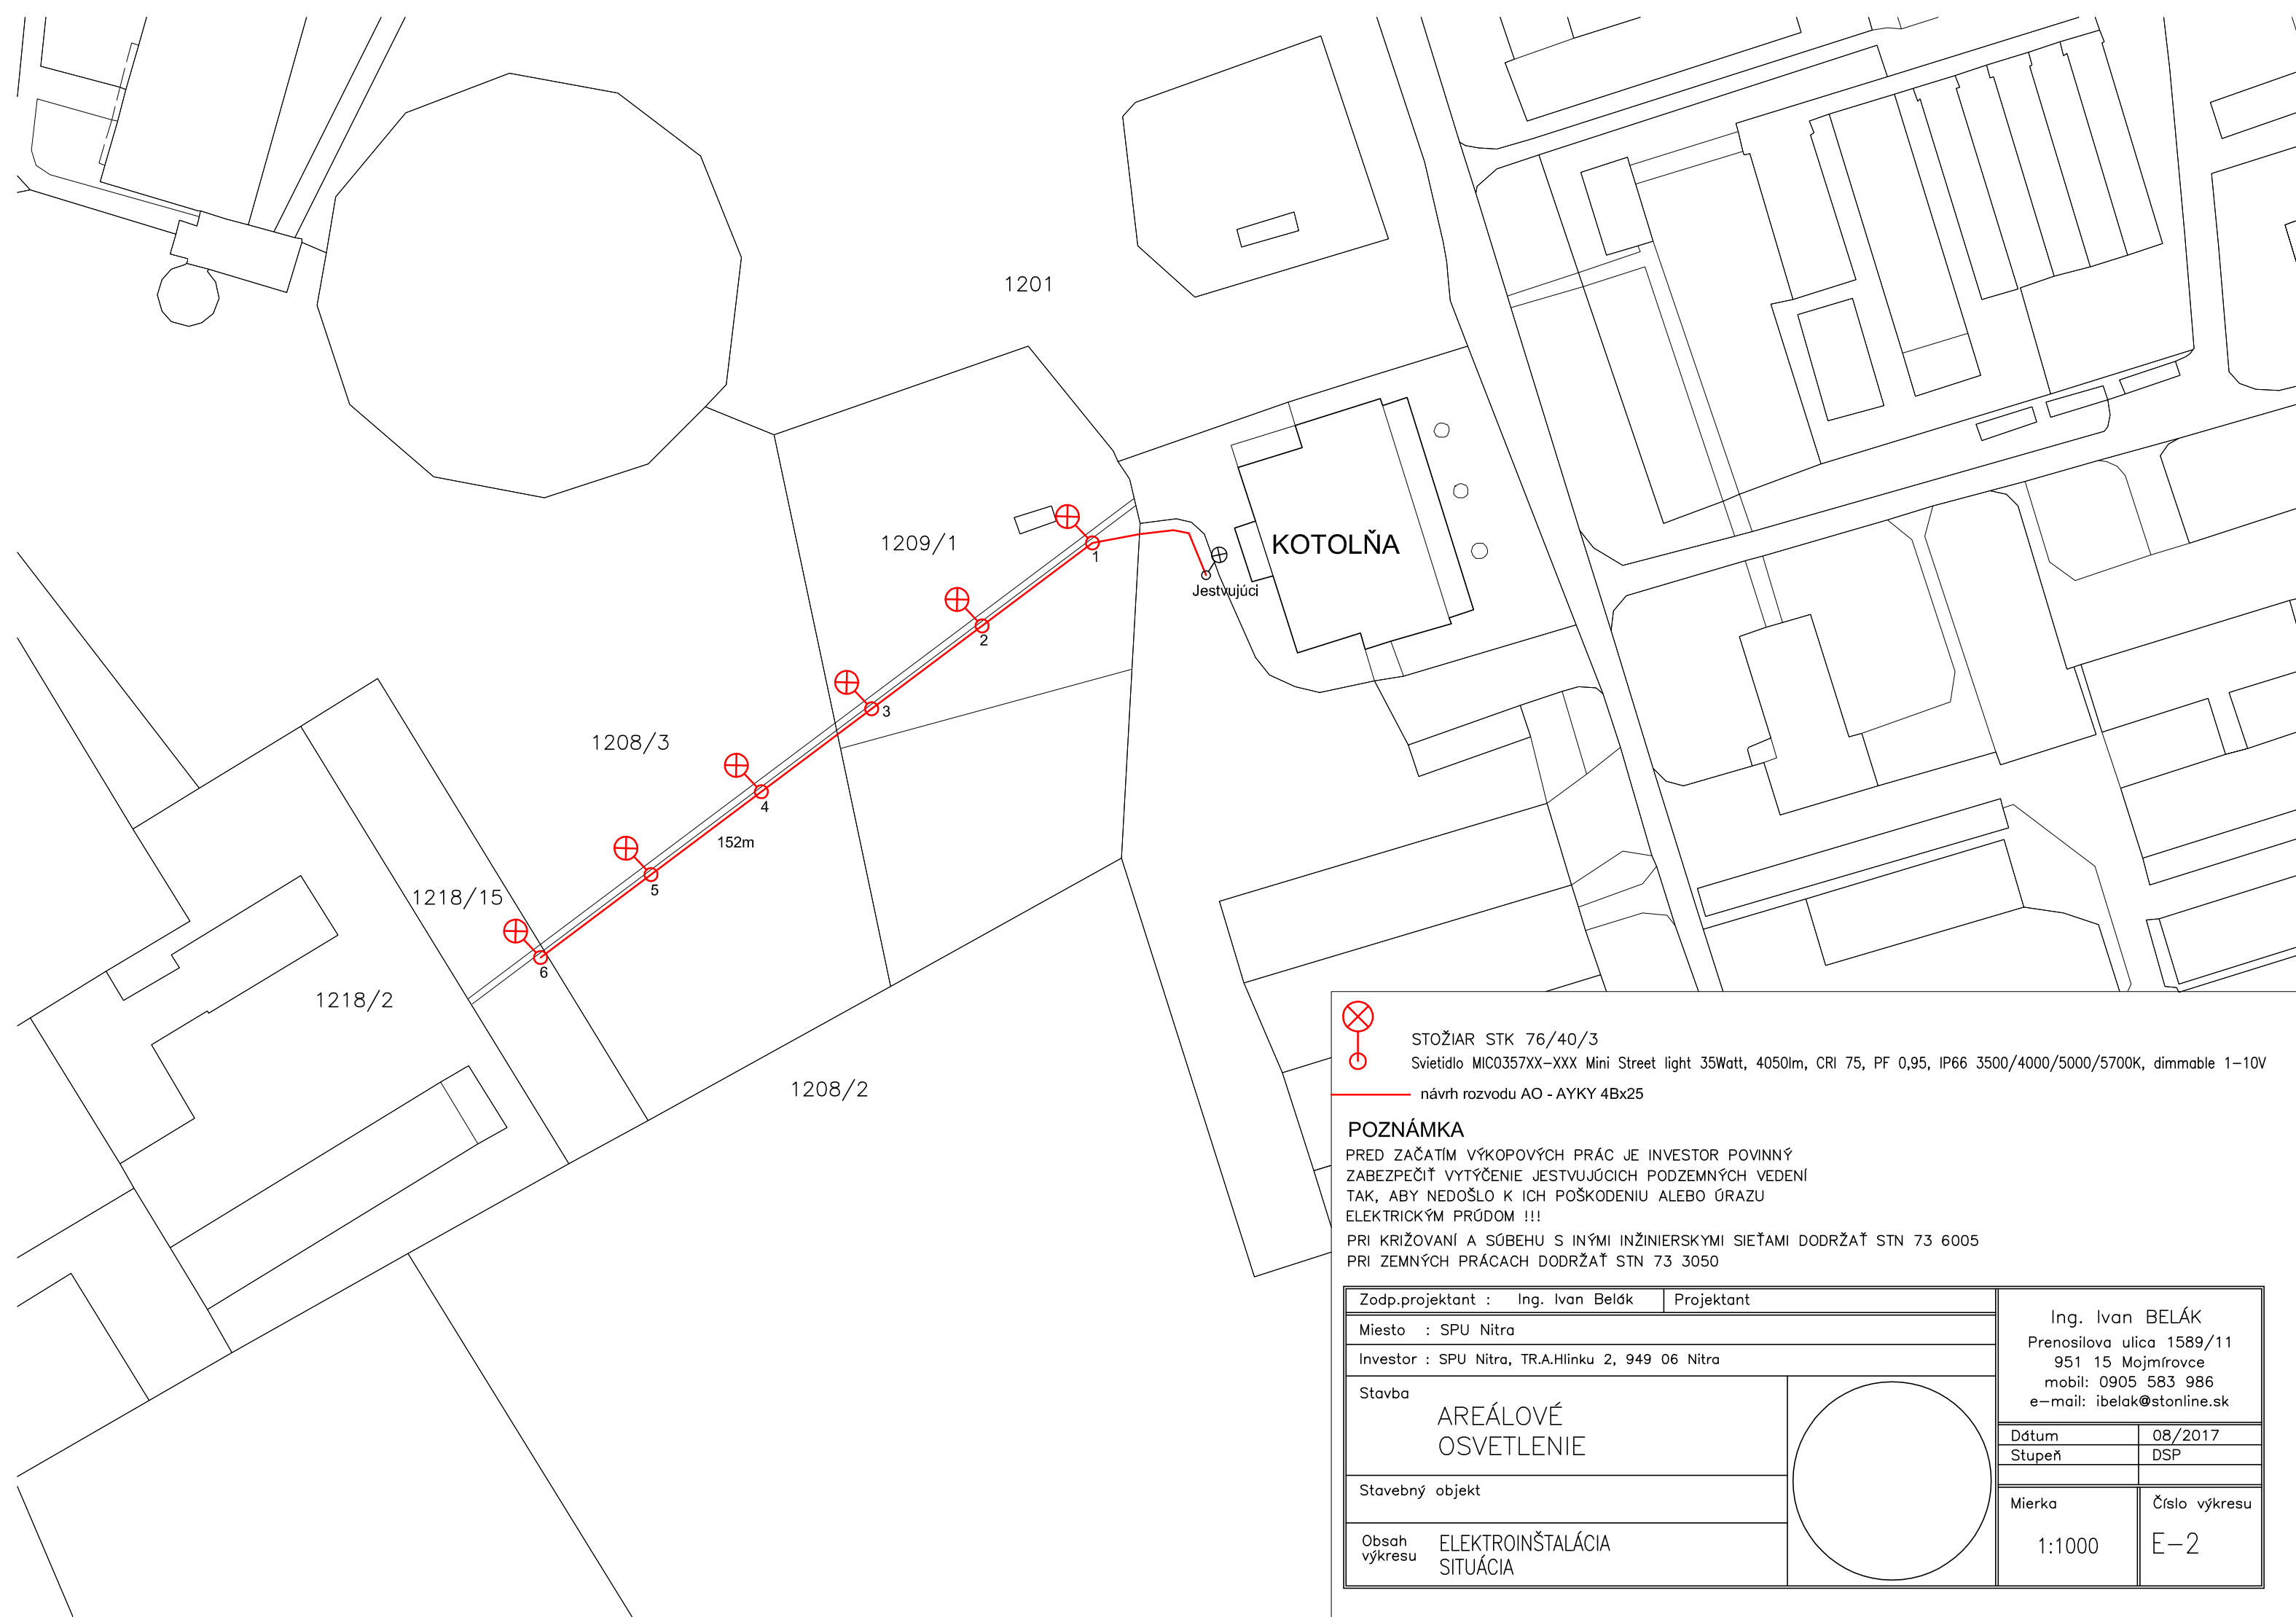 1201
1209/1
KOTOLŇA
1
Jestvujúci
2
3
1208/3
4
152m
5
1218/15
6
1218/2
1208/2
STOŽIAR STK 76/40/3
Svietidlo MIC0357XX-XXX Mini Street light 35Watt, 4050lm, CRI 75, PF 0,95, IP66 3500/4000/5000/5700K, dimmable 1-10V
návrh rozvodu AO - AYKY 4Bx25
POZNÁMKA
PRED ZAČATÍM VÝKOPOVÝCH PRÁC JE INVESTOR POVINNÝ
ZABEZPEČIŤ VYTÝČENIE JESTVUJÚCICH PODZEMNÝCH VEDENÍ
TAK, ABY NEDOŠLO K ICH POŠKODENIU ALEBO ÚRAZU
ELEKTRICKÝM PRÚDOM !!!
PRI KRIŽOVANÍ A SÚBEHU S INÝMI INŽINIERSKYMI SIEŤAMI DODRŽAŤ STN 73 6005
PRI ZEMNÝCH PRÁCACH DODRŽAŤ STN 73 3050
Zodp.projektant : Ing. Ivan Belák Projektant
Miesto : SPU Nitra
Investor : SPU Nitra, TR.A.Hlinku 2, 949 06 Nitra
Stavba
AREÁLOVÉ
OSVETLENIE
Stavebný objekt
Obsah
výkresu
ELEKTROINŠTALÁCIA
SITUÁCIA
Ing. Ivan BELÁK
Prenosilova ulica 1589/11
951 15 Mojmírovce
mobil: 0905 583 986
e-mail: ibelak@stonline.sk
Dátum 08/2017
Stupeň DSP
Mierka Číslo výkresu
1:1000 E-2